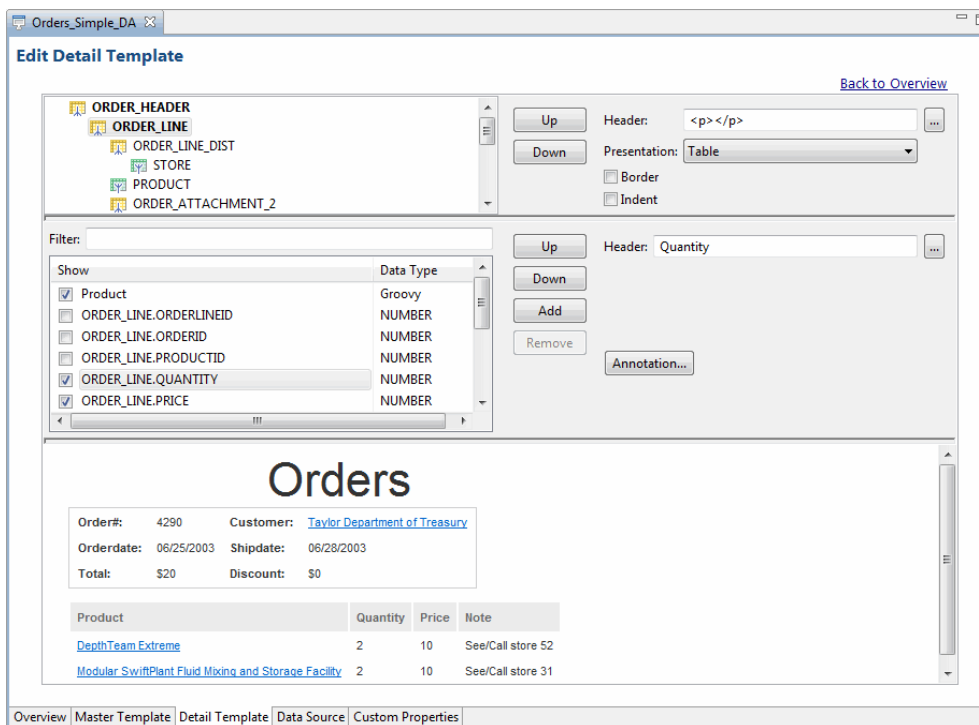 Orders_Simple_DA
Edit Detail Template
Back to Overview
ORDER_HEADER
ORDER_LINE
ORDER_LINE_DIST
STORE
PRODUCT
ORDER_ATTACHMENT_2
Up
Down
Header: <p></p> ...
Presentation: Table
Border
Indent
Filter:
Show Data Type
Product Groovy
ORDER_LINE.ORDERLINEID NUMBER
ORDER_LINE.ORDERID NUMBER
ORDER_LINE.PRODUCTID NUMBER
ORDER_LINE.QUANTITY NUMBER
ORDER_LINE.PRICE NUMBER
Up
Down
Add
Remove
Header: Quantity ...
Annotation...
Orders
Order#: 4290 Customer: Taylor Department of Treasury
Orderdate: 06/25/2003 Shipdate: 06/28/2003
Total: $20 Discount: $0
Product Quantity Price Note
DepthTeam Extreme 2 10 See/Call store 52
Modular SwiftPlant Fluid Mixing and Storage Facility 2 10 See/Call store 31
Overview Master Template Detail Template Data Source Custom Properties